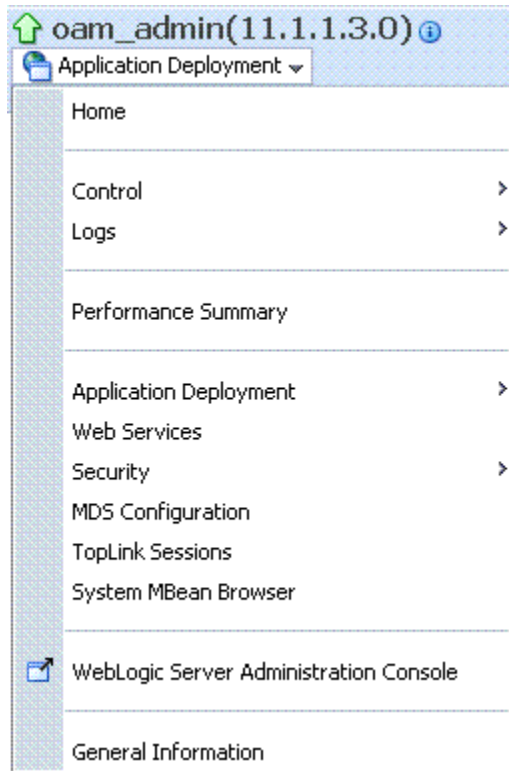 oam_admin(11.1.1.3.0)
Application Deployment
Home
Control
Logs
Performance Summary
Application Deployment
Web Services
Security
MDS Configuration
TopLink Sessions
System MBean Browser
WebLogic Server Administration Console
General Information